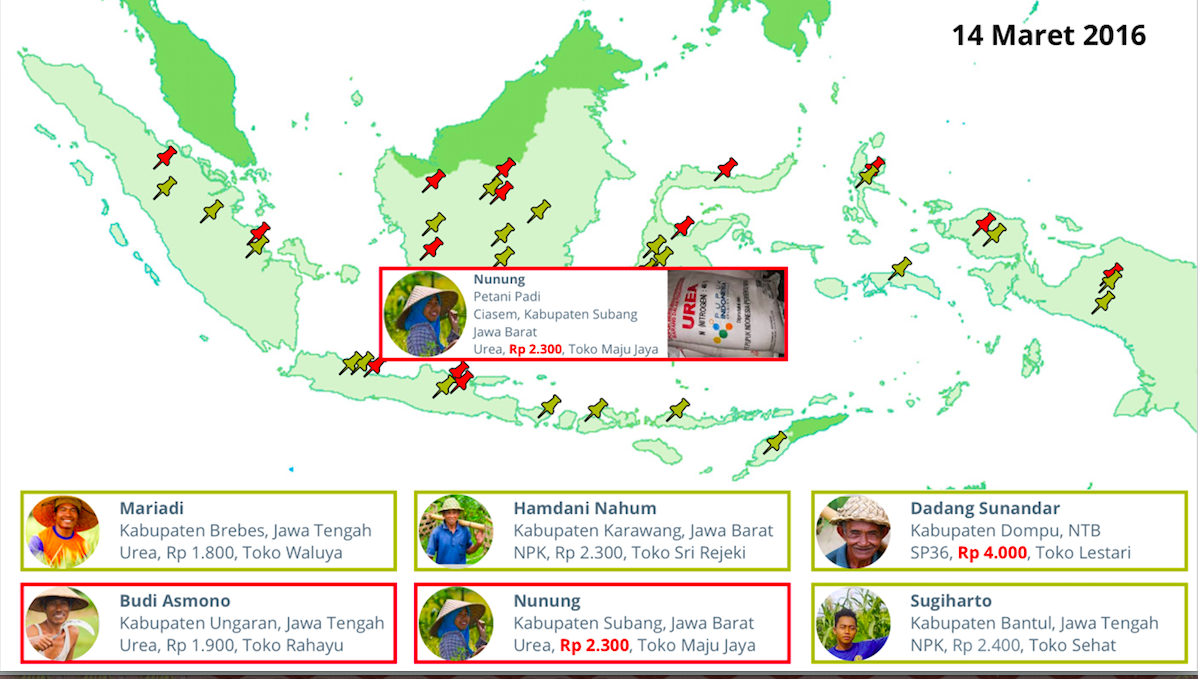 14 Maret 2016
Nunung
Petani Padi
Ciasem, Kabupaten Subang
Jawa Barat
Urea, Rp 2.300, Toko Maju Jaya
UREA
NITROGEN
PUPUK
INDONESIA
Mariadi
Kabupaten Brebes, Jawa Tengah
Urea, Rp 1.800, Toko Waluya
Hamdani Nahum
Kabupaten Karawang, Jawa Barat
NPK, Rp 2.300, Toko Sri Rejeki
Dadang Sunandar
Kabupaten Dompu, NTB
SP36, Rp 4.000, Toko Lestari
Budi Asmono
Kabupaten Ungaran, Jawa Tengah
Urea, Rp 1.900, Toko Rahayu
Nunung
Kabupaten Subang, Jawa Barat
Urea, Rp 2.300, Toko Maju Jaya
Sugiharto
Kabupaten Bantul, Jawa Tengah
NPK, Rp 2.400, Toko Sehat